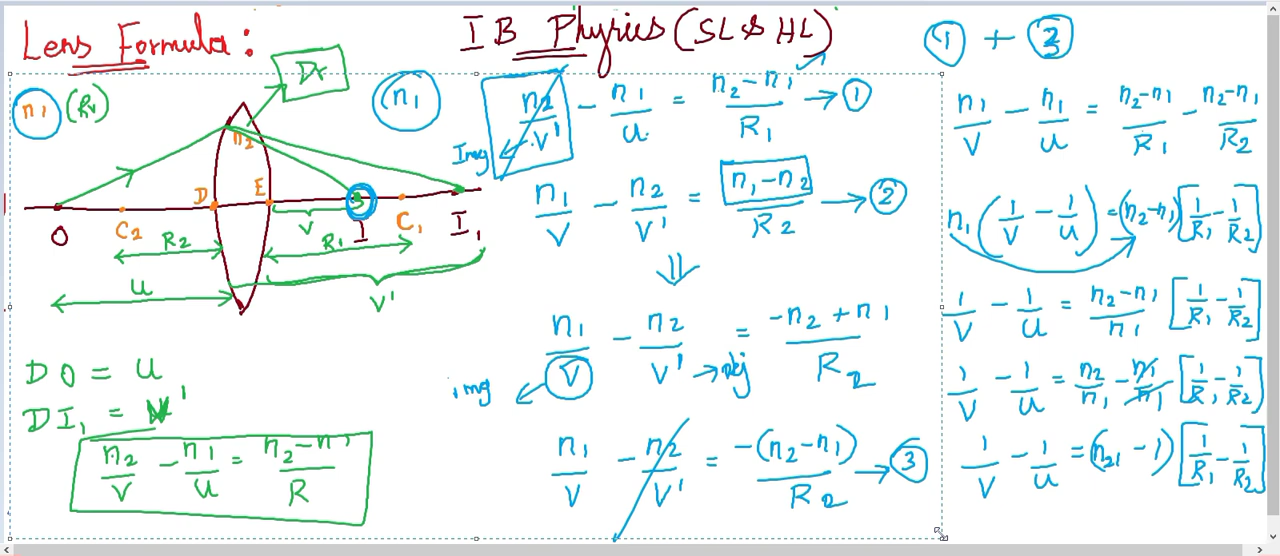 Lens Formula:
IB Physics (SL & HL)
① + ③
n1 (Rr)
Dr
n1
n2
D
E
O
C2
I
C1
I1
V
R2
R1
u
V'
DO = u
DI1 = V'
n2/V - n1/u = n2-n1/R
n2/V' - n1/u = n2-n1/R1 → ①
Img
n1/V - n2/V' = n1-n2/R2 → ②
⇓
n1/V - n2/V' = -n2+n1/R2
img
→ obj
n1/V - n2/V' = -(n2-n1)/R2 → ③
n1/V - n1/u = n2-n1/R1 - n2-n1/R2
n1(1/V - 1/u) = (n2-n1)[1/R1 - 1/R2]
1/V - 1/u = n2-n1/n1 [1/R1 - 1/R2]
1/V - 1/u = n2/n1 - n1/n1 [1/R1 - 1/R2]
1/V - 1/u = (n21 - 1)[1/R1 - 1/R2]